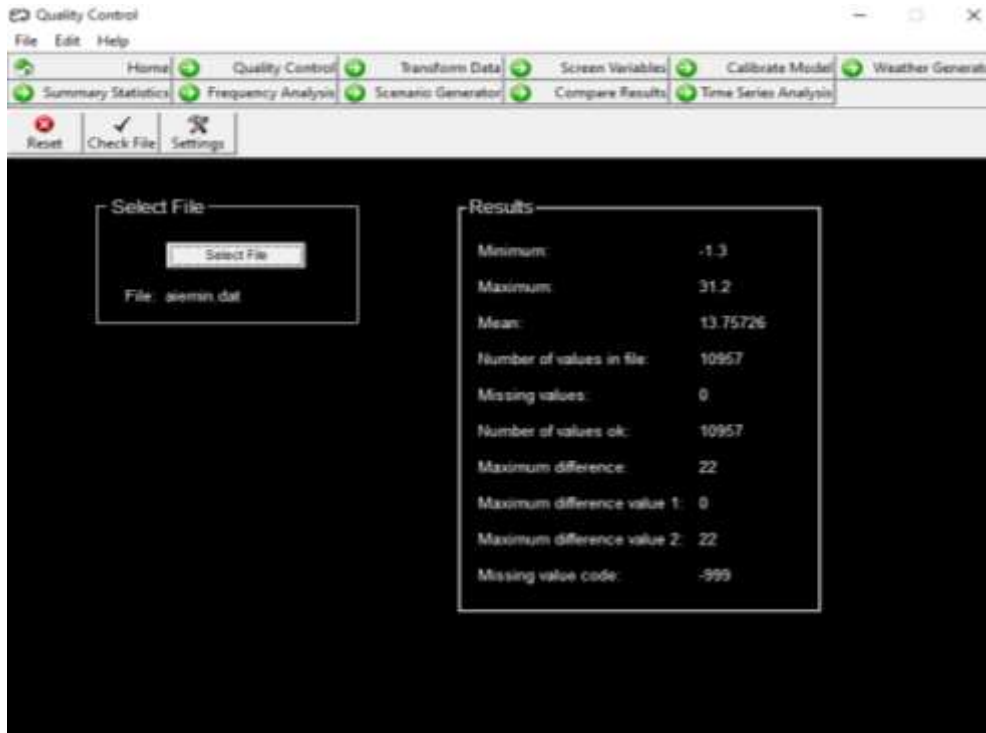 Quality Control
File Edit Help
Home Quality Control Transform Data Screen Variables Calibrate Model Weather Generat
Summary Statistics Frequency Analysis Scenario Generator Compare Results Time Series Analysis
Reset Check File Settings
Select File
Select File
File: aiemin.dat
Results
Minimum: -1.3
Maximum: 31.2
Mean: 13.75726
Number of values in file: 10957
Missing values: 0
Number of values ok: 10957
Maximum difference: 22
Maximum difference value 1: 0
Maximum difference value 2: 22
Missing value code: -999